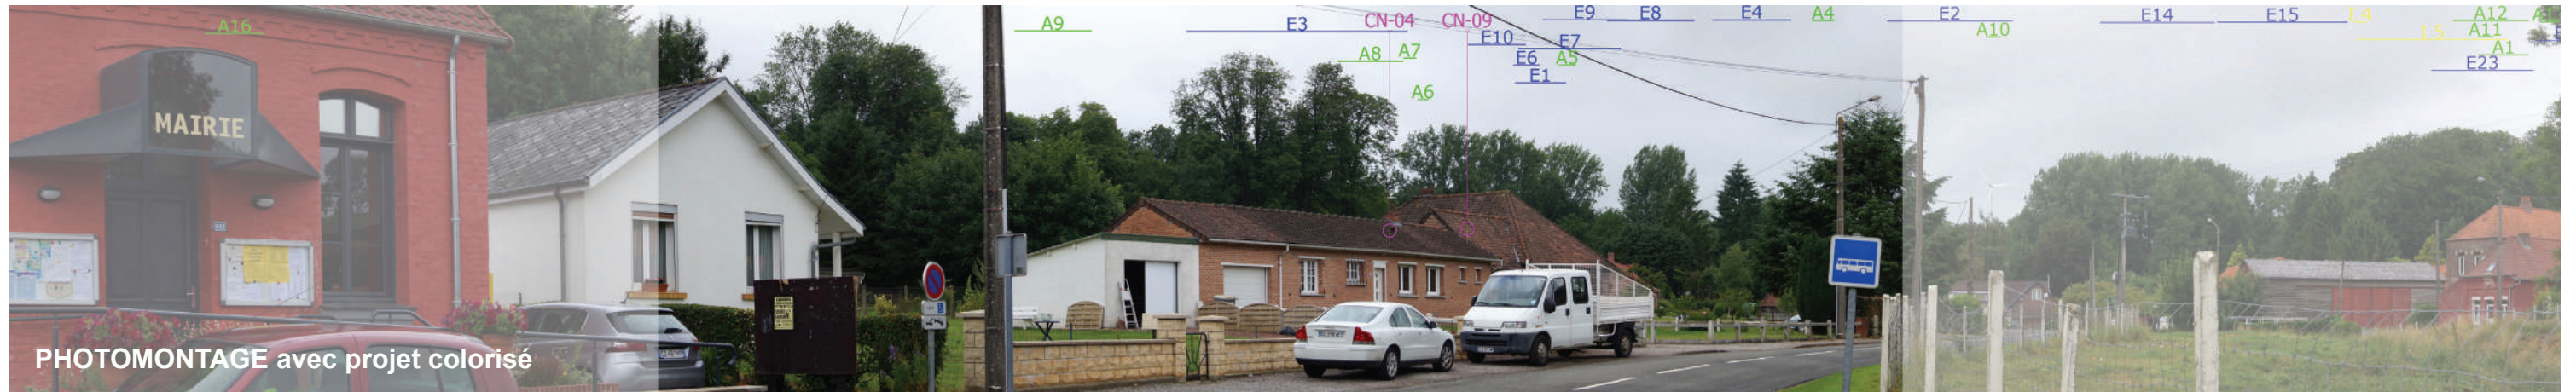 A16
A9
E3
CN-04
CN-09
E9
E8
E4
A4
E2
E14
E15
A12
A10
A11
E10
E7
A8
A7
E6
A5
A1
E1
E23
A6
MAIRIE
PHOTOMONTAGE avec projet colorisé